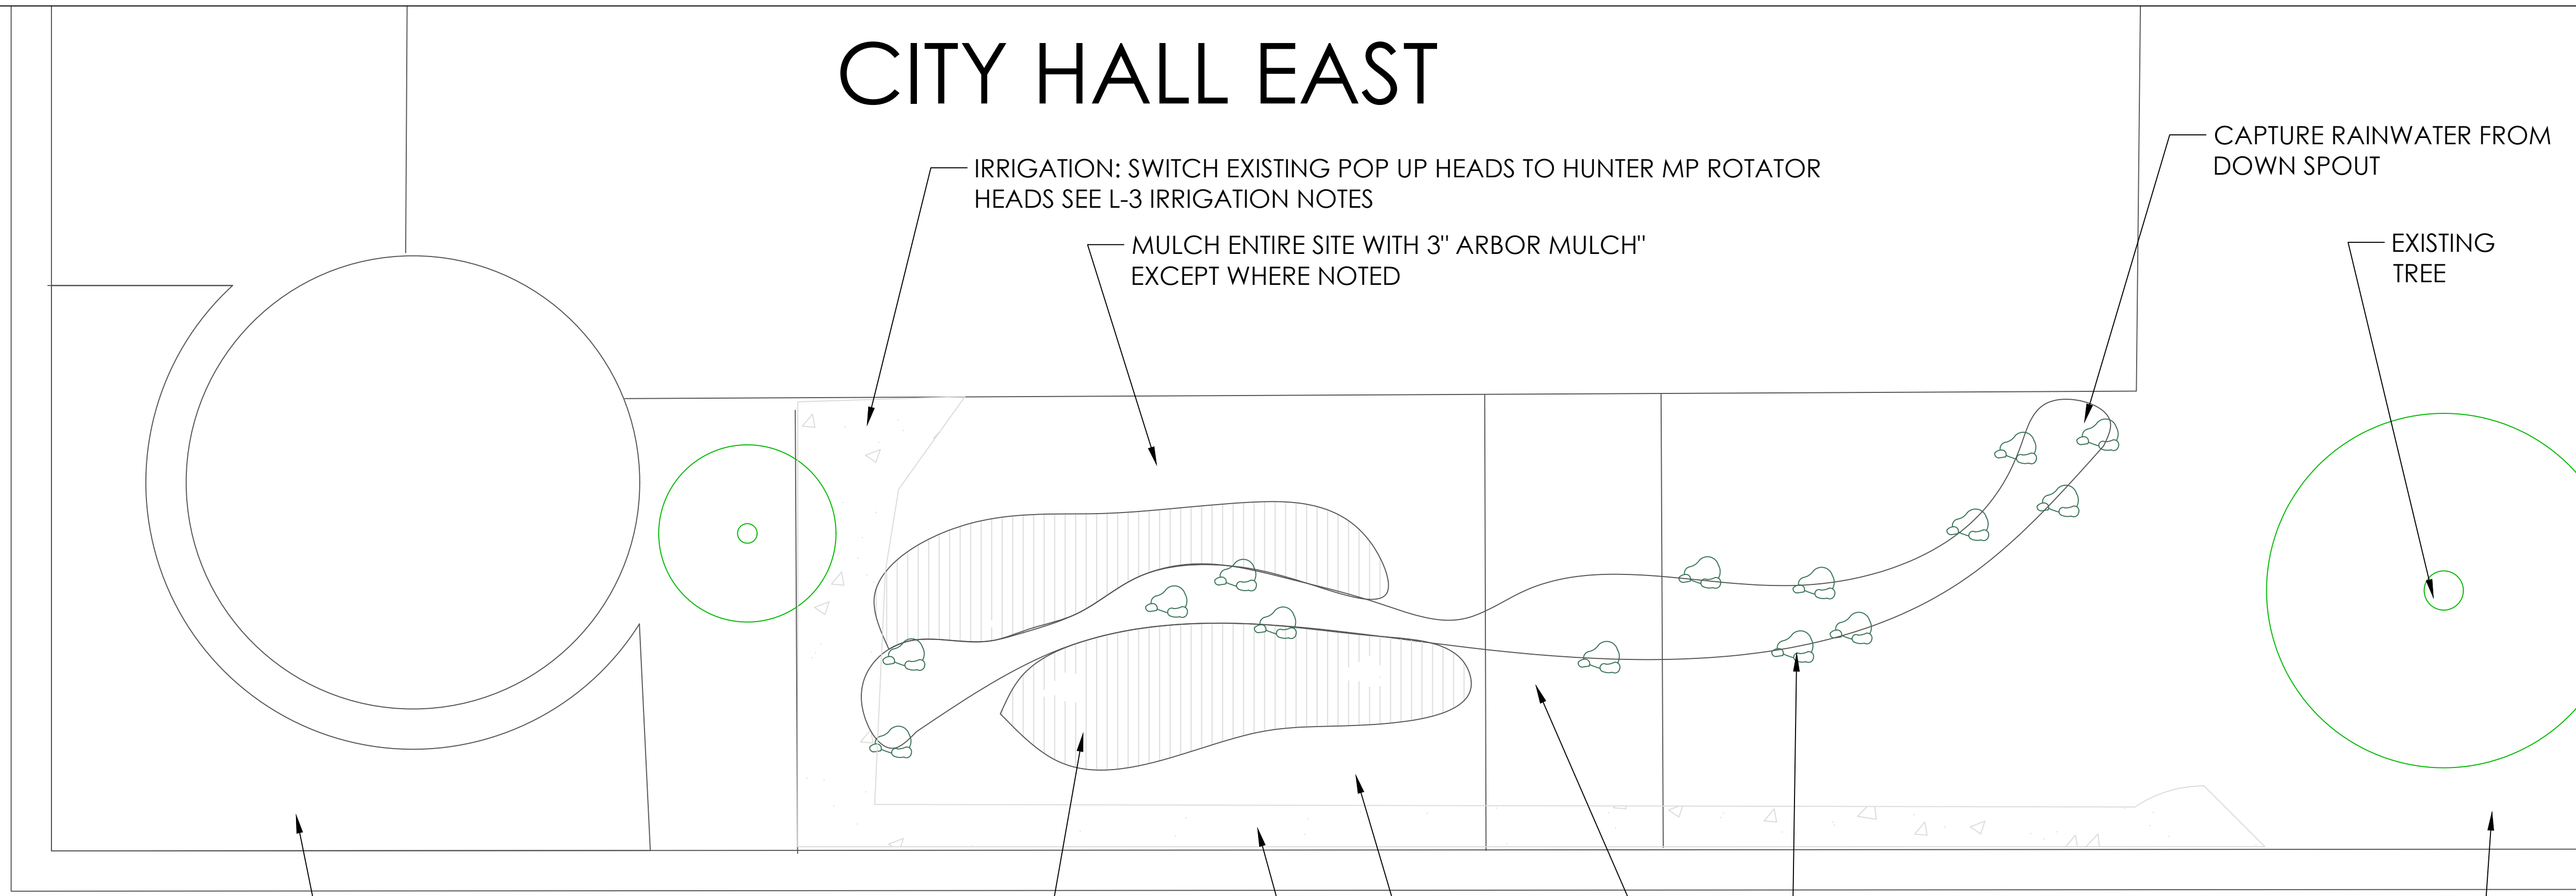 CITY HALL EAST
IRRIGATION: SWITCH EXISTING POP UP HEADS TO HUNTER MP ROTATOR
HEADS SEE L-3 IRRIGATION NOTES
MULCH ENTIRE SITE WITH 3" ARBOR MULCH"
EXCEPT WHERE NOTED
CAPTURE RAINWATER FROM
DOWN SPOUT
EXISTING
TREE